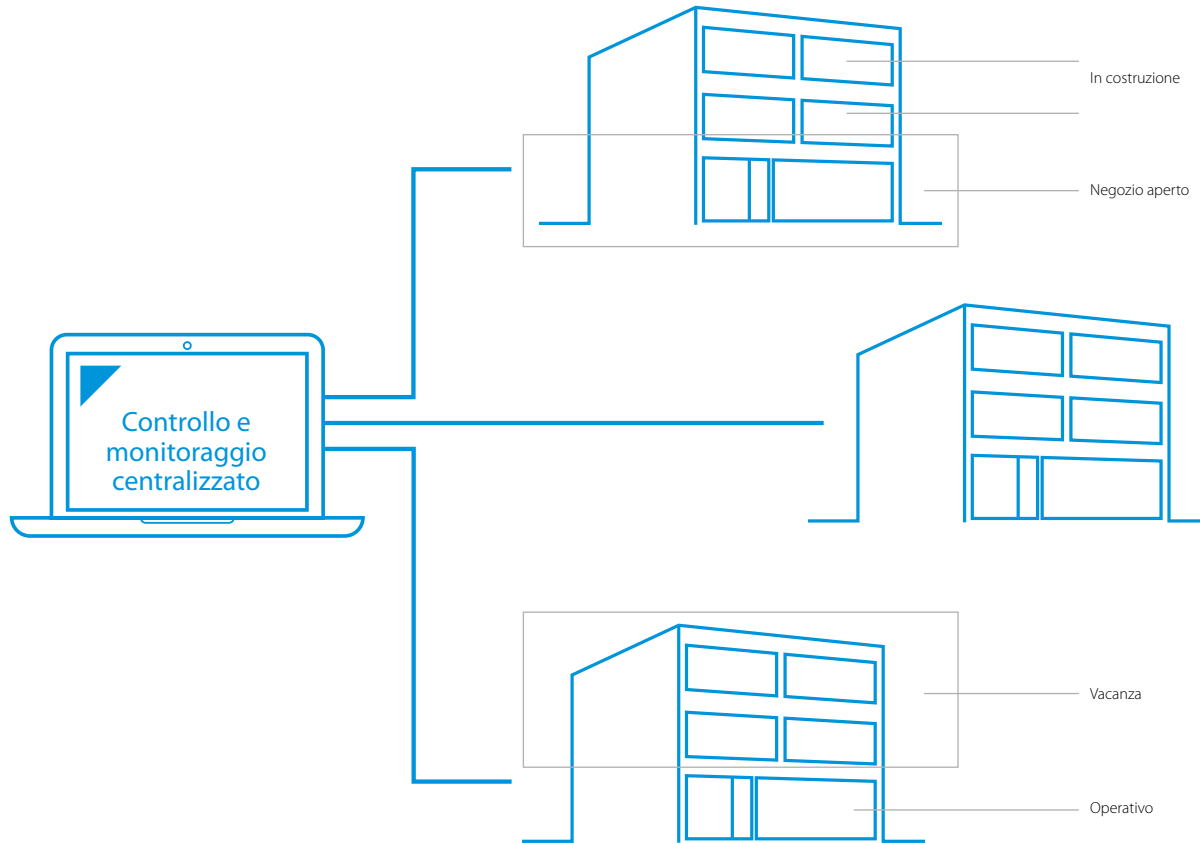 In costruzione
Negozio aperto
Controllo e
monitoraggio
centralizzato
Vacanza
Operativo